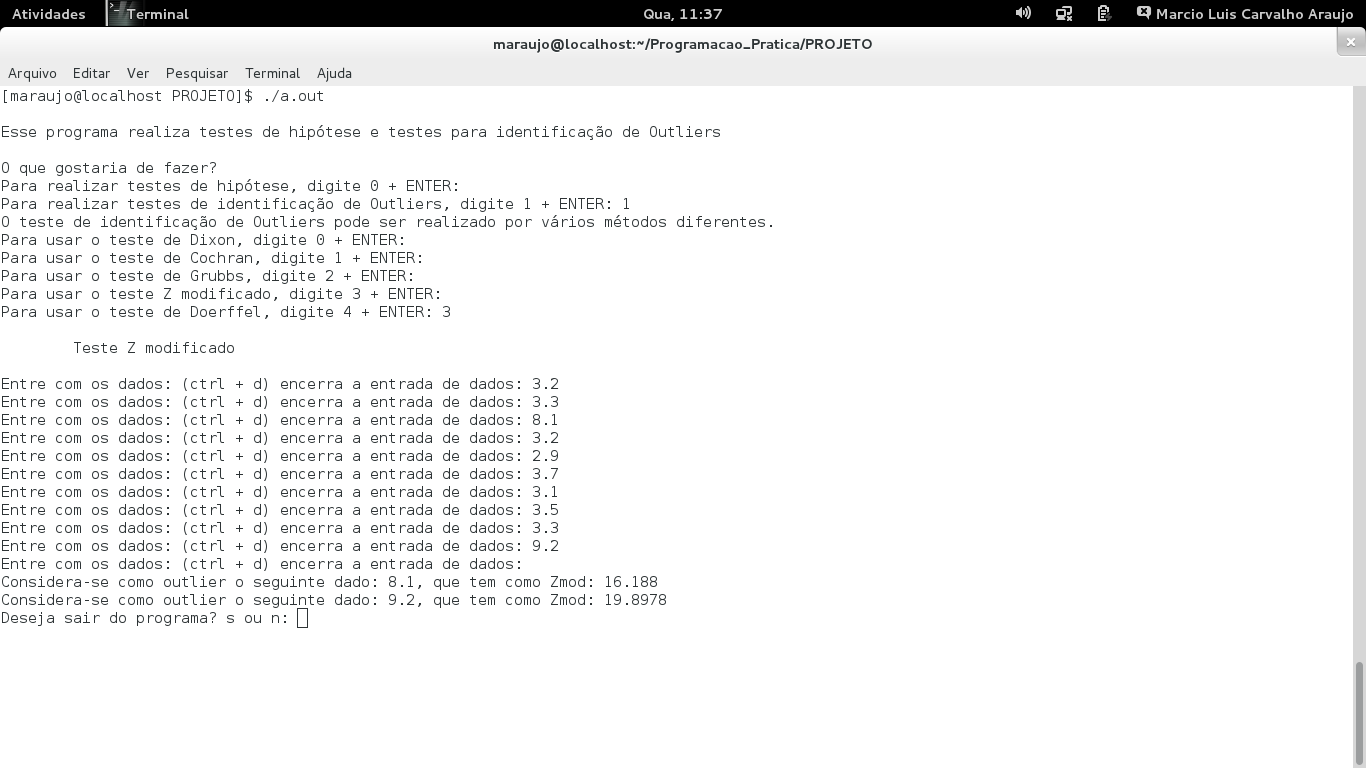 Atividades Terminal Qua, 11:37 Marcio Luis Carvalho Araujo
maraujo@localhost:~/Programacao_Pratica/PROJETO
Arquivo Editar Ver Pesquisar Terminal Ajuda
[maraujo@localhost PROJETO]$ ./a.out
Esse programa realiza testes de hipótese e testes para identificação de Outliers
O que gostaria de fazer?
Para realizar testes de hipótese, digite 0 + ENTER:
Para realizar testes de identificação de Outliers, digite 1 + ENTER: 1
O teste de identificação de Outliers pode ser realizado por vários métodos diferentes.
Para usar o teste de Dixon, digite 0 + ENTER:
Para usar o teste de Cochran, digite 1 + ENTER:
Para usar o teste de Grubbs, digite 2 + ENTER:
Para usar o teste Z modificado, digite 3 + ENTER:
Para usar o teste de Doerffel, digite 4 + ENTER: 3
Teste Z modificado
Entre com os dados: (ctrl + d) encerra a entrada de dados: 3.2
Entre com os dados: (ctrl + d) encerra a entrada de dados: 3.3
Entre com os dados: (ctrl + d) encerra a entrada de dados: 8.1
Entre com os dados: (ctrl + d) encerra a entrada de dados: 3.2
Entre com os dados: (ctrl + d) encerra a entrada de dados: 2.9
Entre com os dados: (ctrl + d) encerra a entrada de dados: 3.7
Entre com os dados: (ctrl + d) encerra a entrada de dados: 3.1
Entre com os dados: (ctrl + d) encerra a entrada de dados: 3.5
Entre com os dados: (ctrl + d) encerra a entrada de dados: 3.3
Entre com os dados: (ctrl + d) encerra a entrada de dados: 9.2
Entre com os dados: (ctrl + d) encerra a entrada de dados:
Considera-se como outlier o seguinte dado: 8.1, que tem como Zmod: 16.188
Considera-se como outlier o seguinte dado: 9.2, que tem como Zmod: 19.8978
Deseja sair do programa? s ou n: